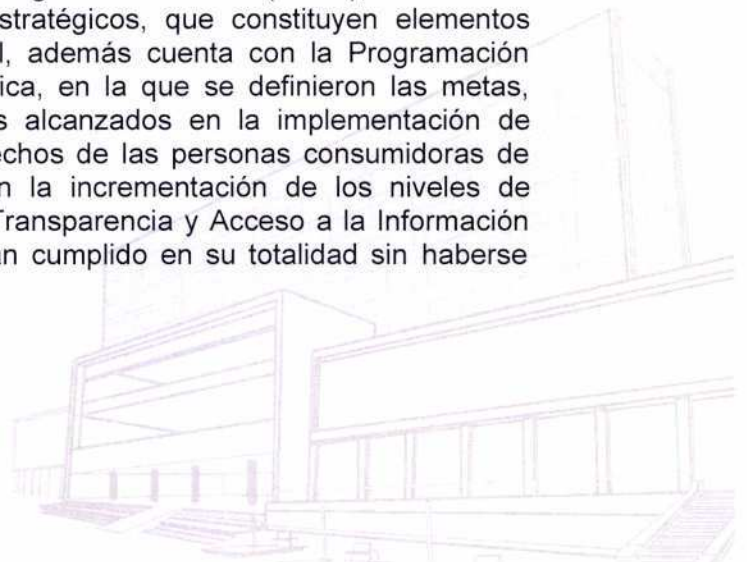 stratégicos, que constituyen elementos
l, además cuenta con la Programación
ica, en la que se definieron las metas,
s alcanzados en la implementación de
echos de las personas consumidoras de
n la incrementación de los niveles de
Transparencia y Acceso a la Información
an cumplido en su totalidad sin haberse